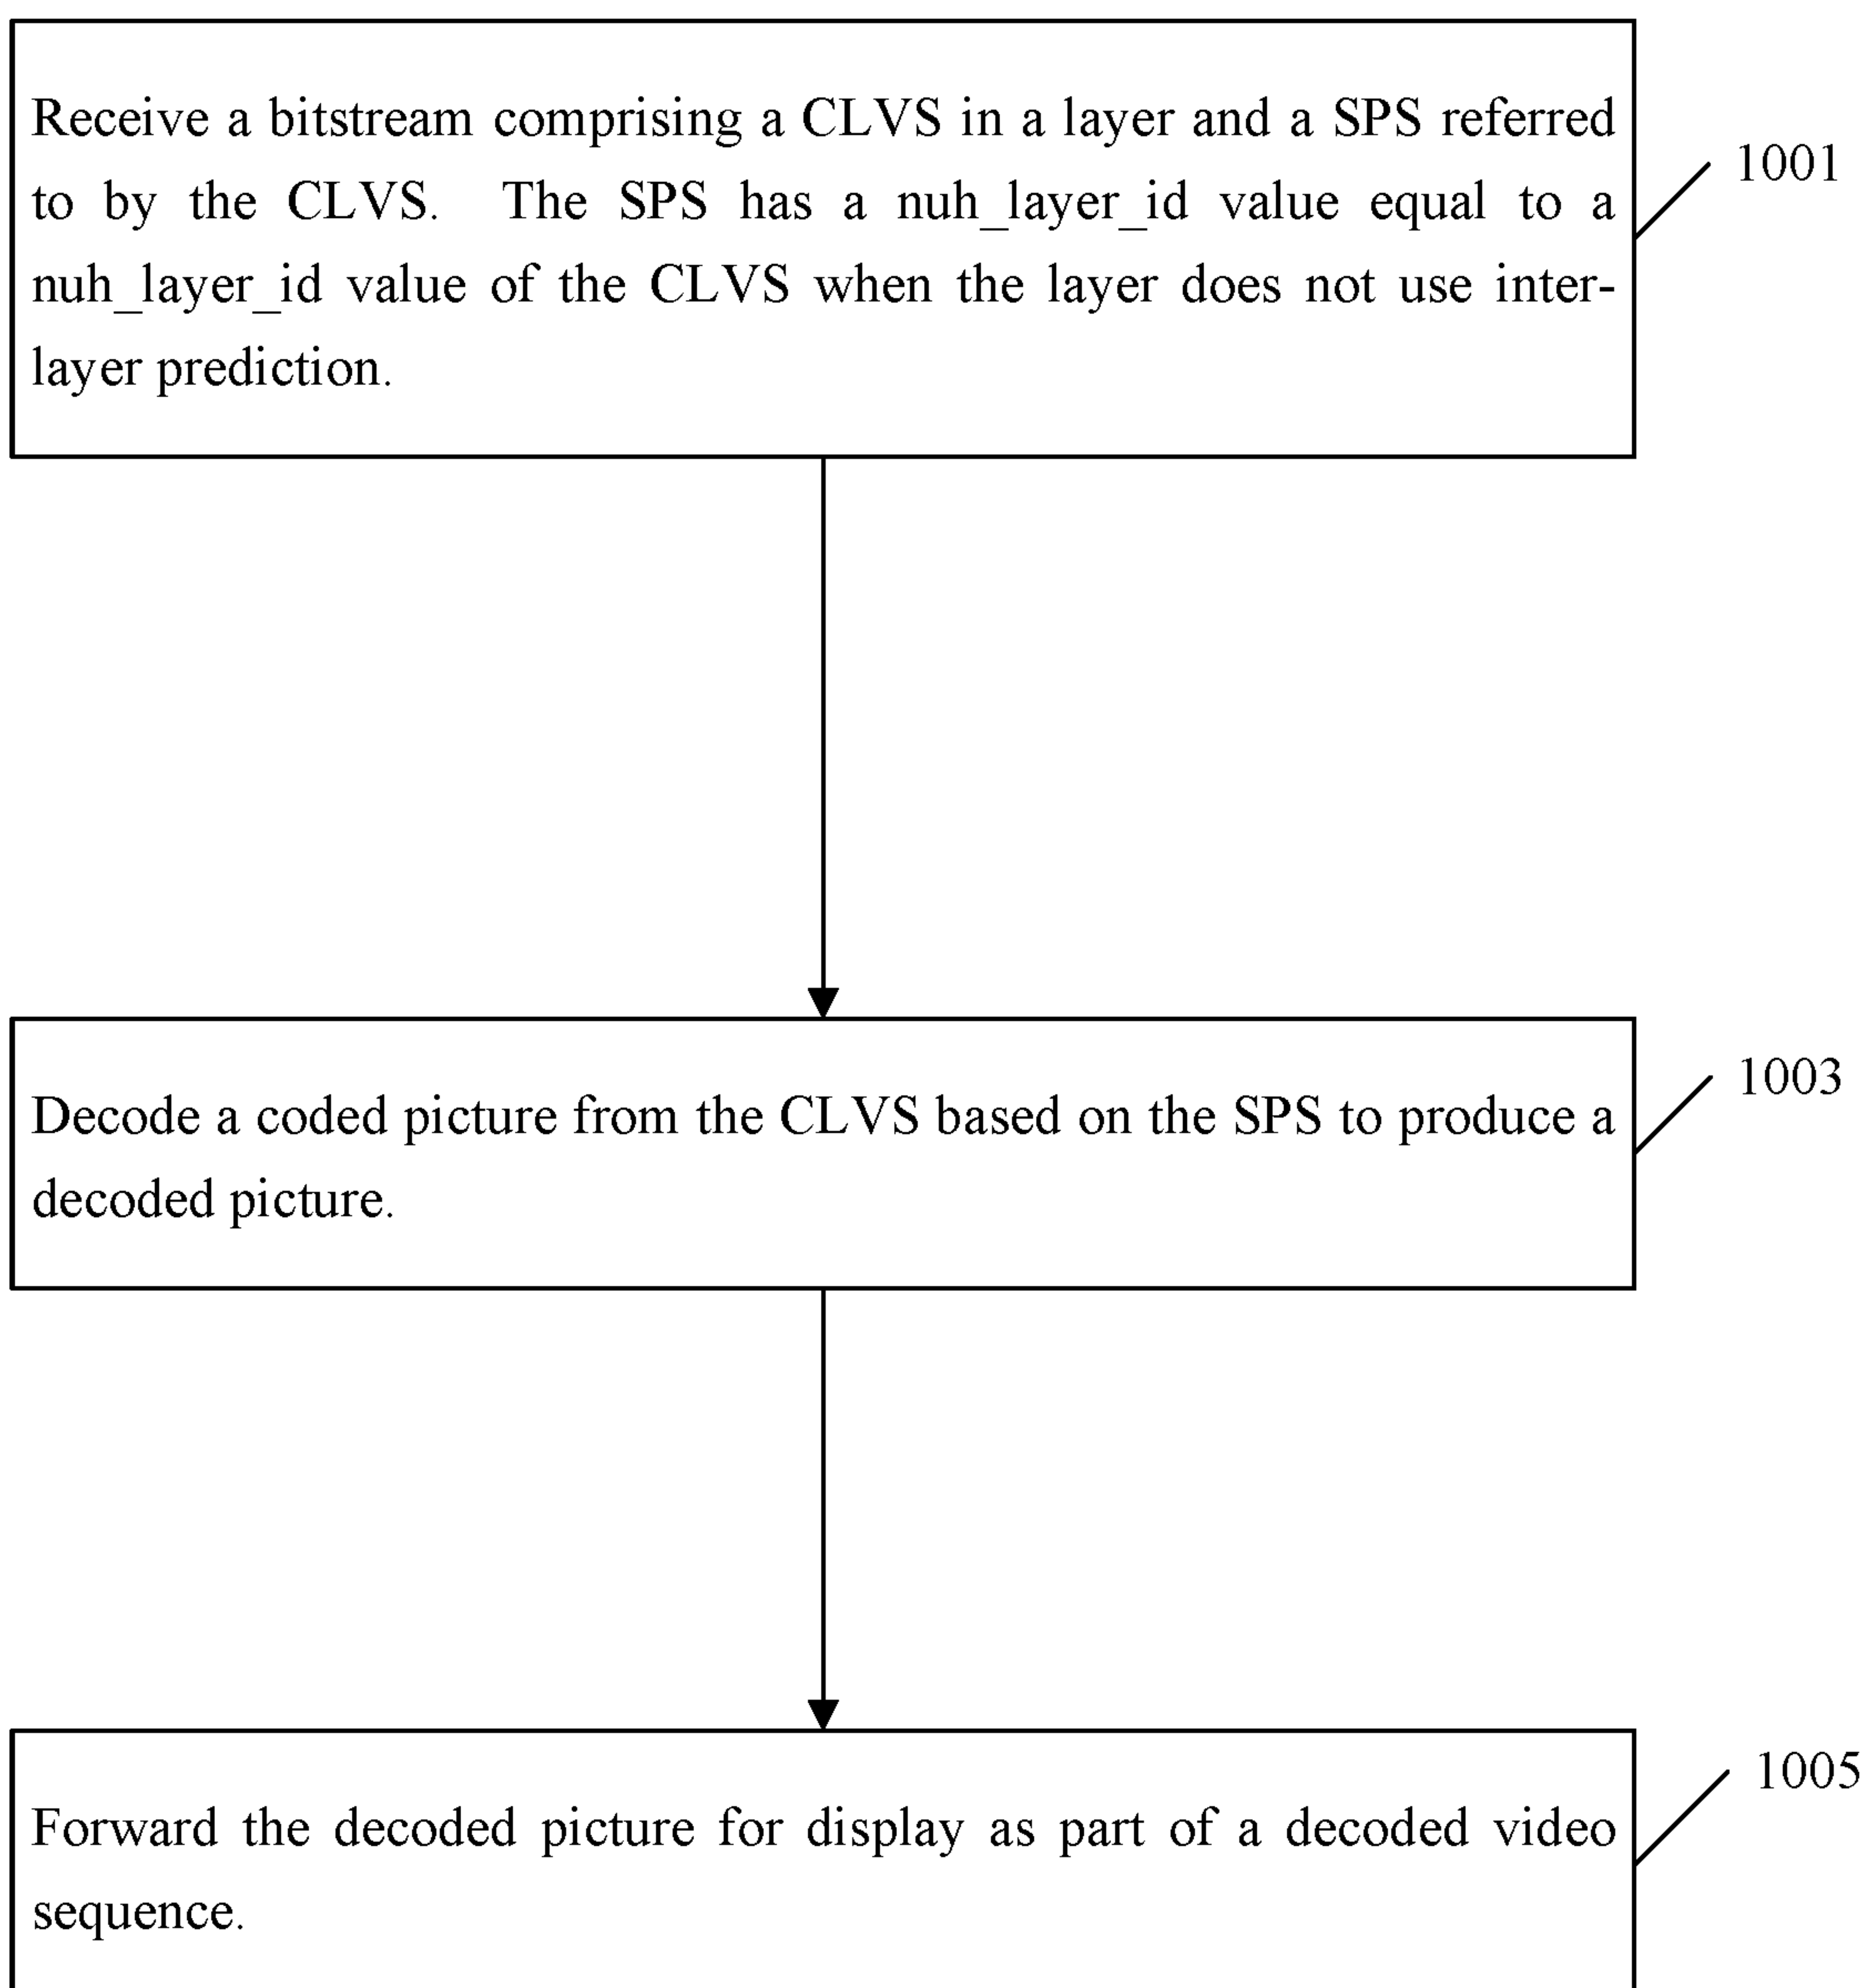 Receive a bitstream comprising a CLVS in a layer and a SPS referred
to by the CLVS. The SPS has a nuh_layer_id value equal to a
nuh_layer_id value of the CLVS when the layer does not use inter-
layer prediction.
1001
Decode a coded picture from the CLVS based on the SPS to produce a
decoded picture.
1003
Forward the decoded picture for display as part of a decoded video
sequence.
1005